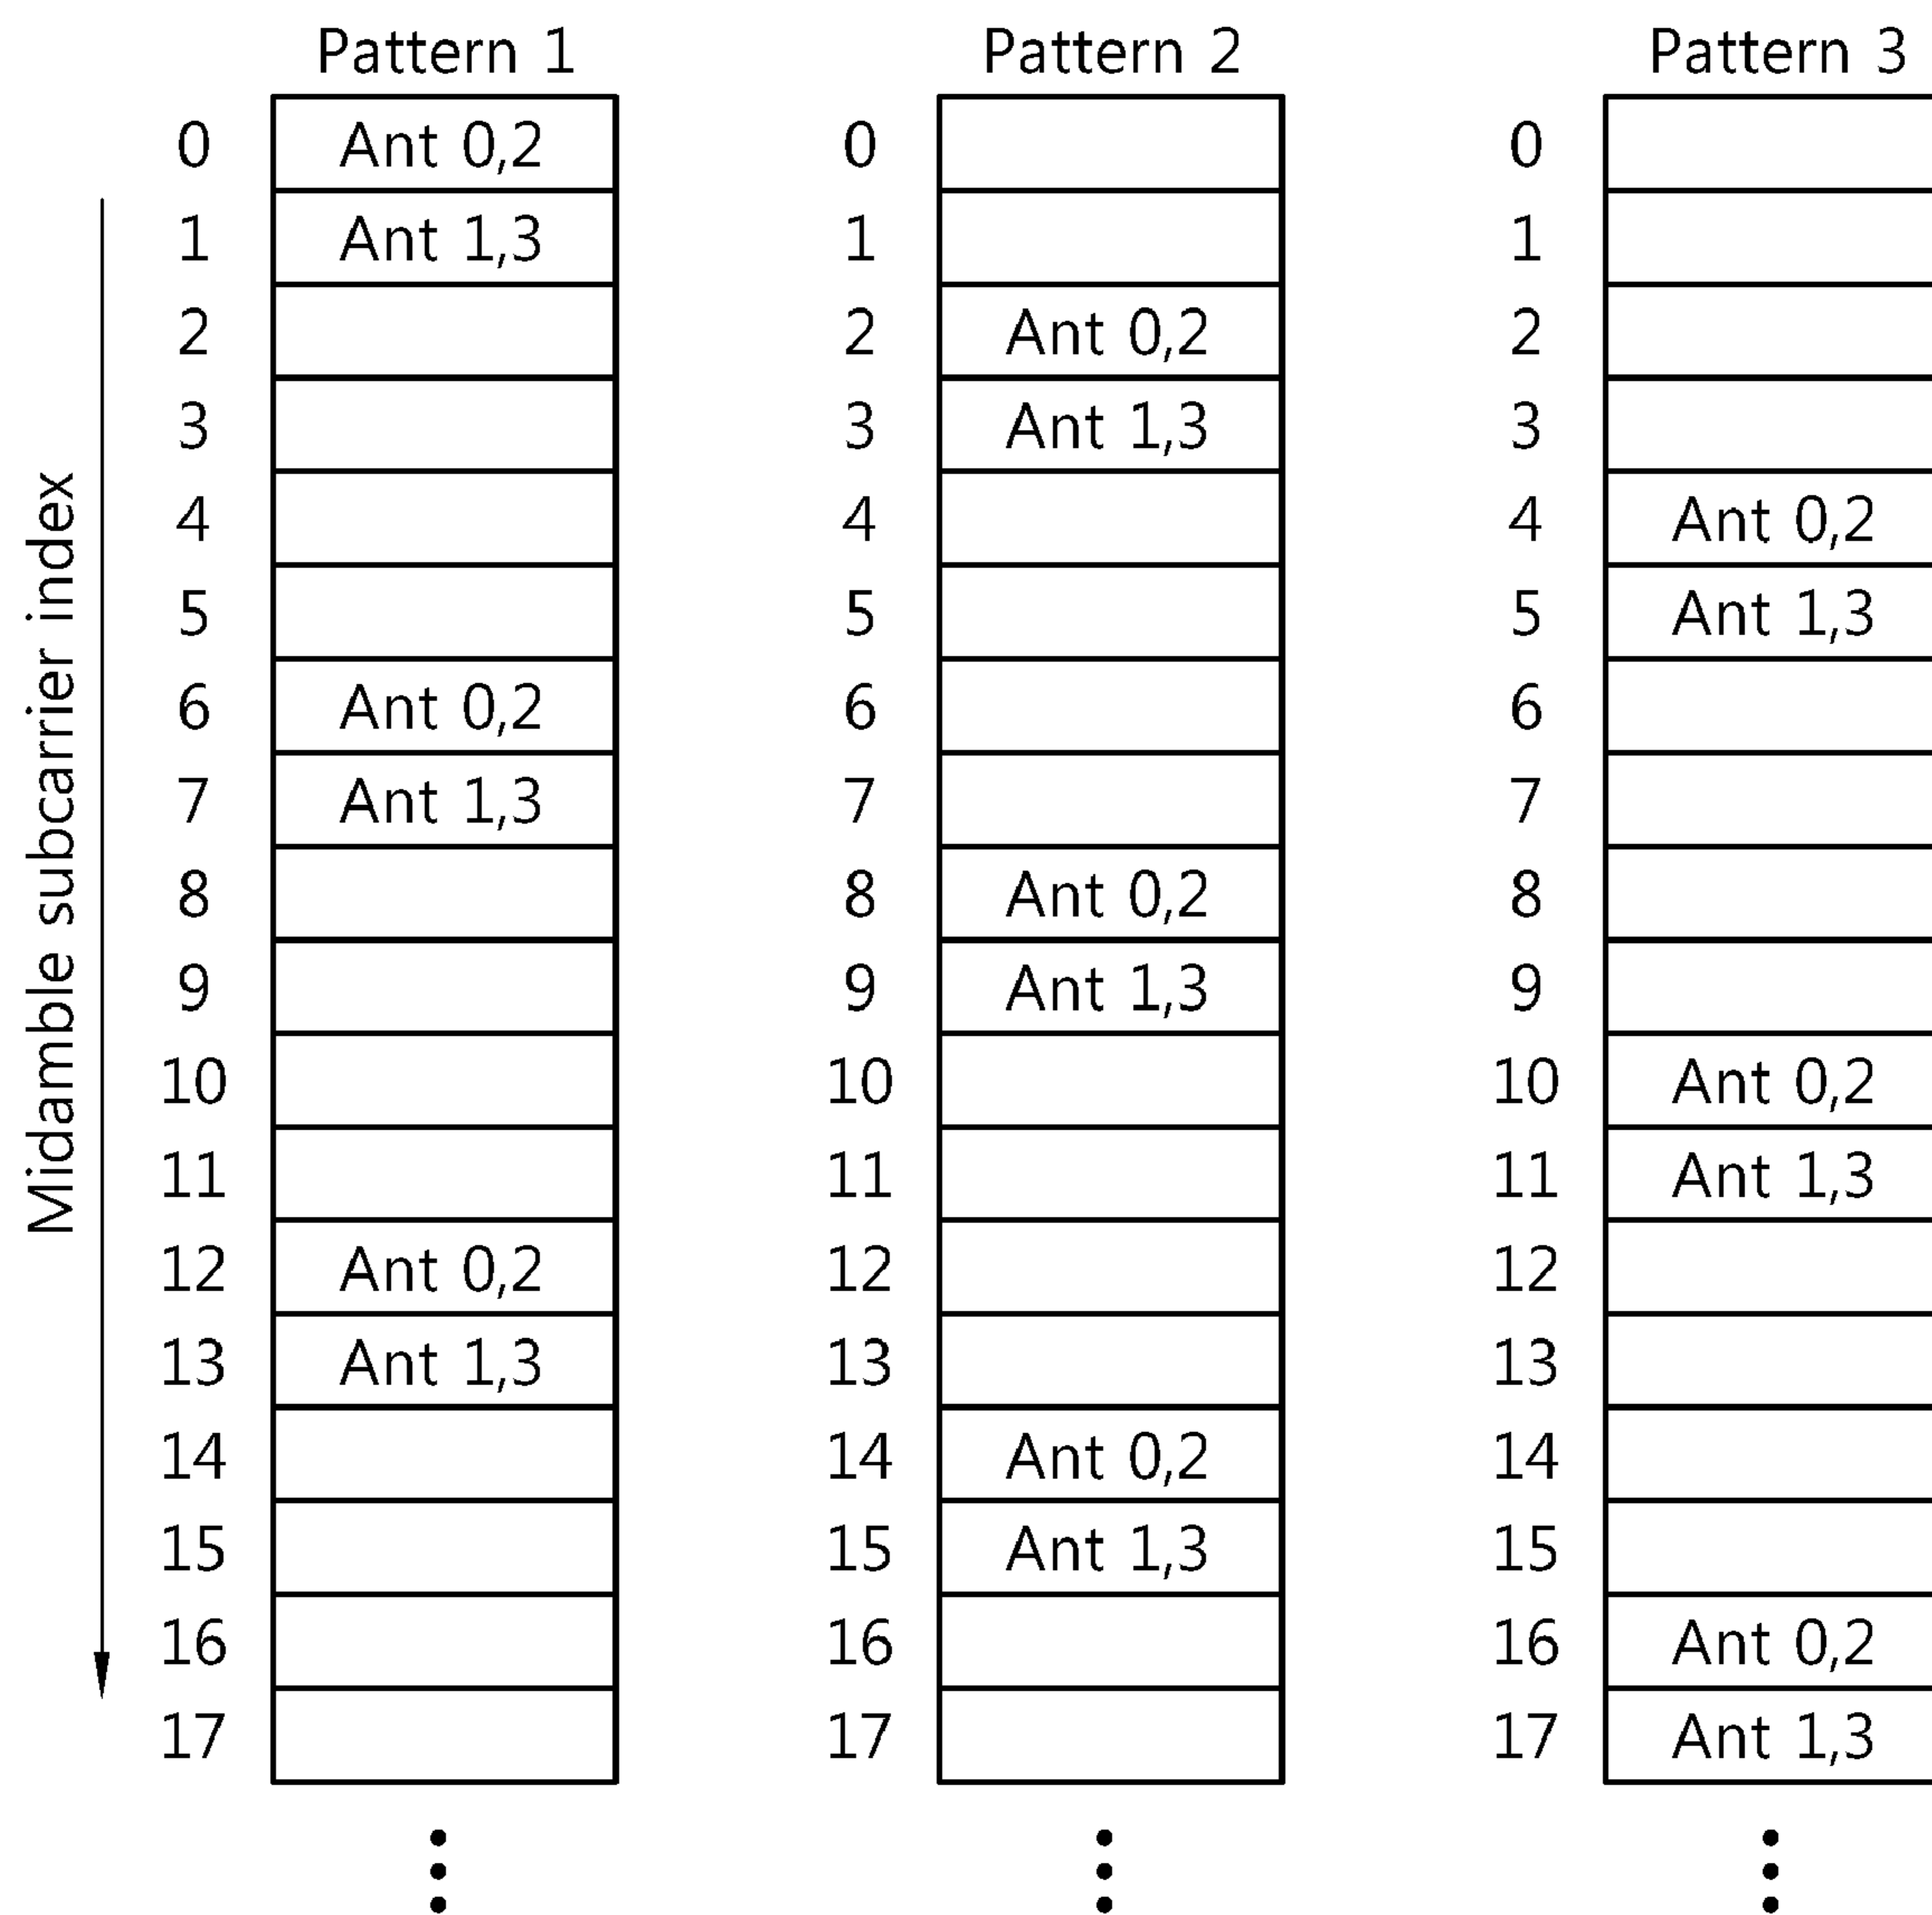 Pattern 1 Pattern 2 Pattern 3
Midamble subcarrier index
0 Ant 0,2 0 0
1 Ant 1,3 1 1
2 2 Ant 0,2 2
3 3 Ant 1,3 3
4 4 4 Ant 0,2
5 5 5 Ant 1,3
6 Ant 0,2 6 6
7 Ant 1,3 7 7
8 8 Ant 0,2 8
9 9 Ant 1,3 9
10 10 10 Ant 0,2
11 11 11 Ant 1,3
12 Ant 0,2 12 12
13 Ant 1,3 13 13
14 14 Ant 0,2 14
15 15 Ant 1,3 15
16 16 16 Ant 0,2
17 17 17 Ant 1,3